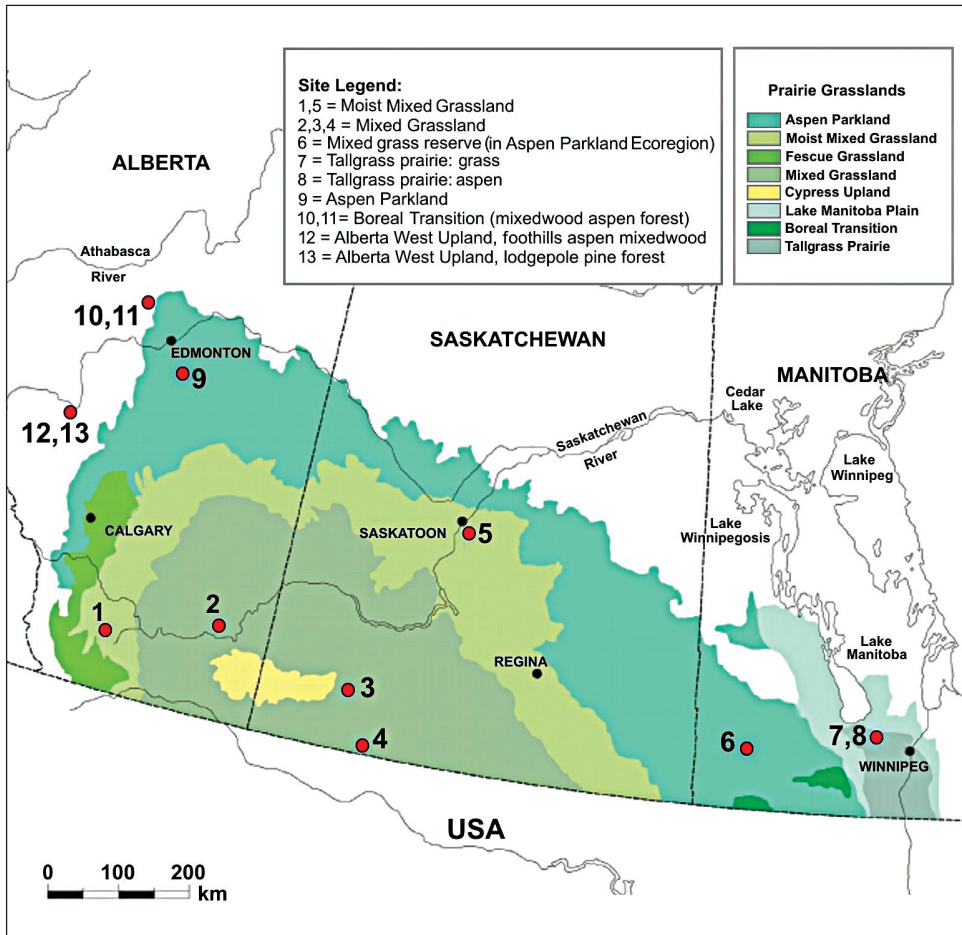 Site Legend:
1,5 = Moist Mixed Grassland
2,3,4 = Mixed Grassland
6 = Mixed grass reserve (in Aspen Parkland Ecoregion)
7 = Tallgrass prairie: grass
8 = Tallgrass prairie: aspen
9 = Aspen Parkland
10,11= Boreal Transition (mixedwood aspen forest)
12 = Alberta West Upland, foothills aspen mixedwood
13 = Alberta West Upland, lodgepole pine forest
Prairie Grasslands
Aspen Parkland
Moist Mixed Grassland
Fescue Grassland
Mixed Grassland
Cypress Upland
Lake Manitoba Plain
Boreal Transition
Tallgrass Prairie
ALBERTA
Athabasca
River
10,11
EDMONTON
9
12,13
SASKATCHEWAN
MANITOBA
Cedar
Lake
Saskatchewan
River
Lake
Winnipeg
Lake
Winnipegosis
CALGARY
SASKATOON
5
1
2
Lake
Manitoba
REGINA
3
4
6
7,8
WINNIPEG
USA
0 100 200
km